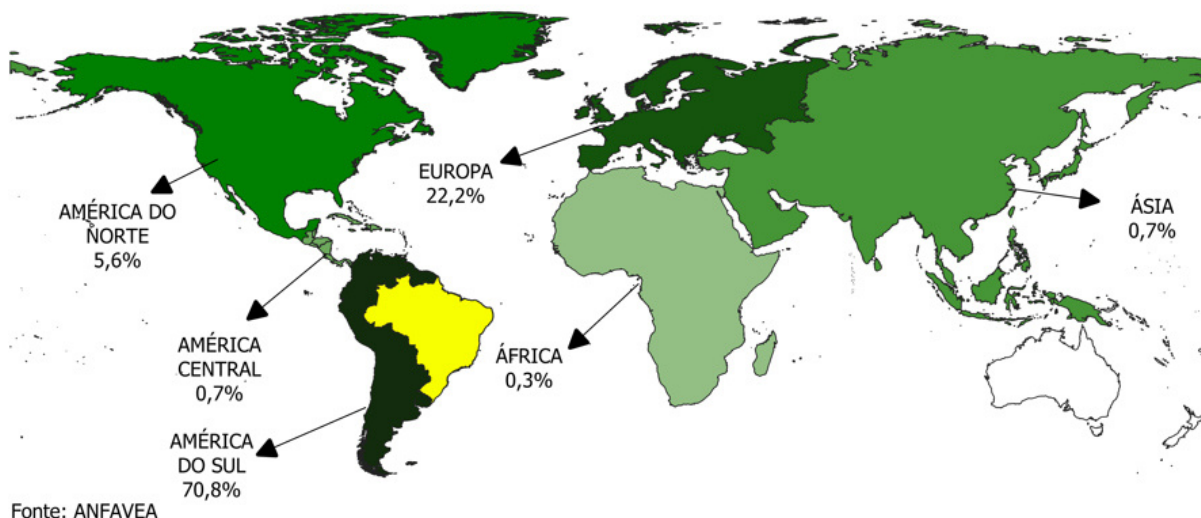 AMÉRICA DO
NORTE
5,6%
EUROPA
22,2%
ÁSIA
0,7%
AMÉRICA
CENTRAL
0,7%
ÁFRICA
0,3%
AMÉRICA
DO SUL
70,8%
Fonte: ANFAVEA